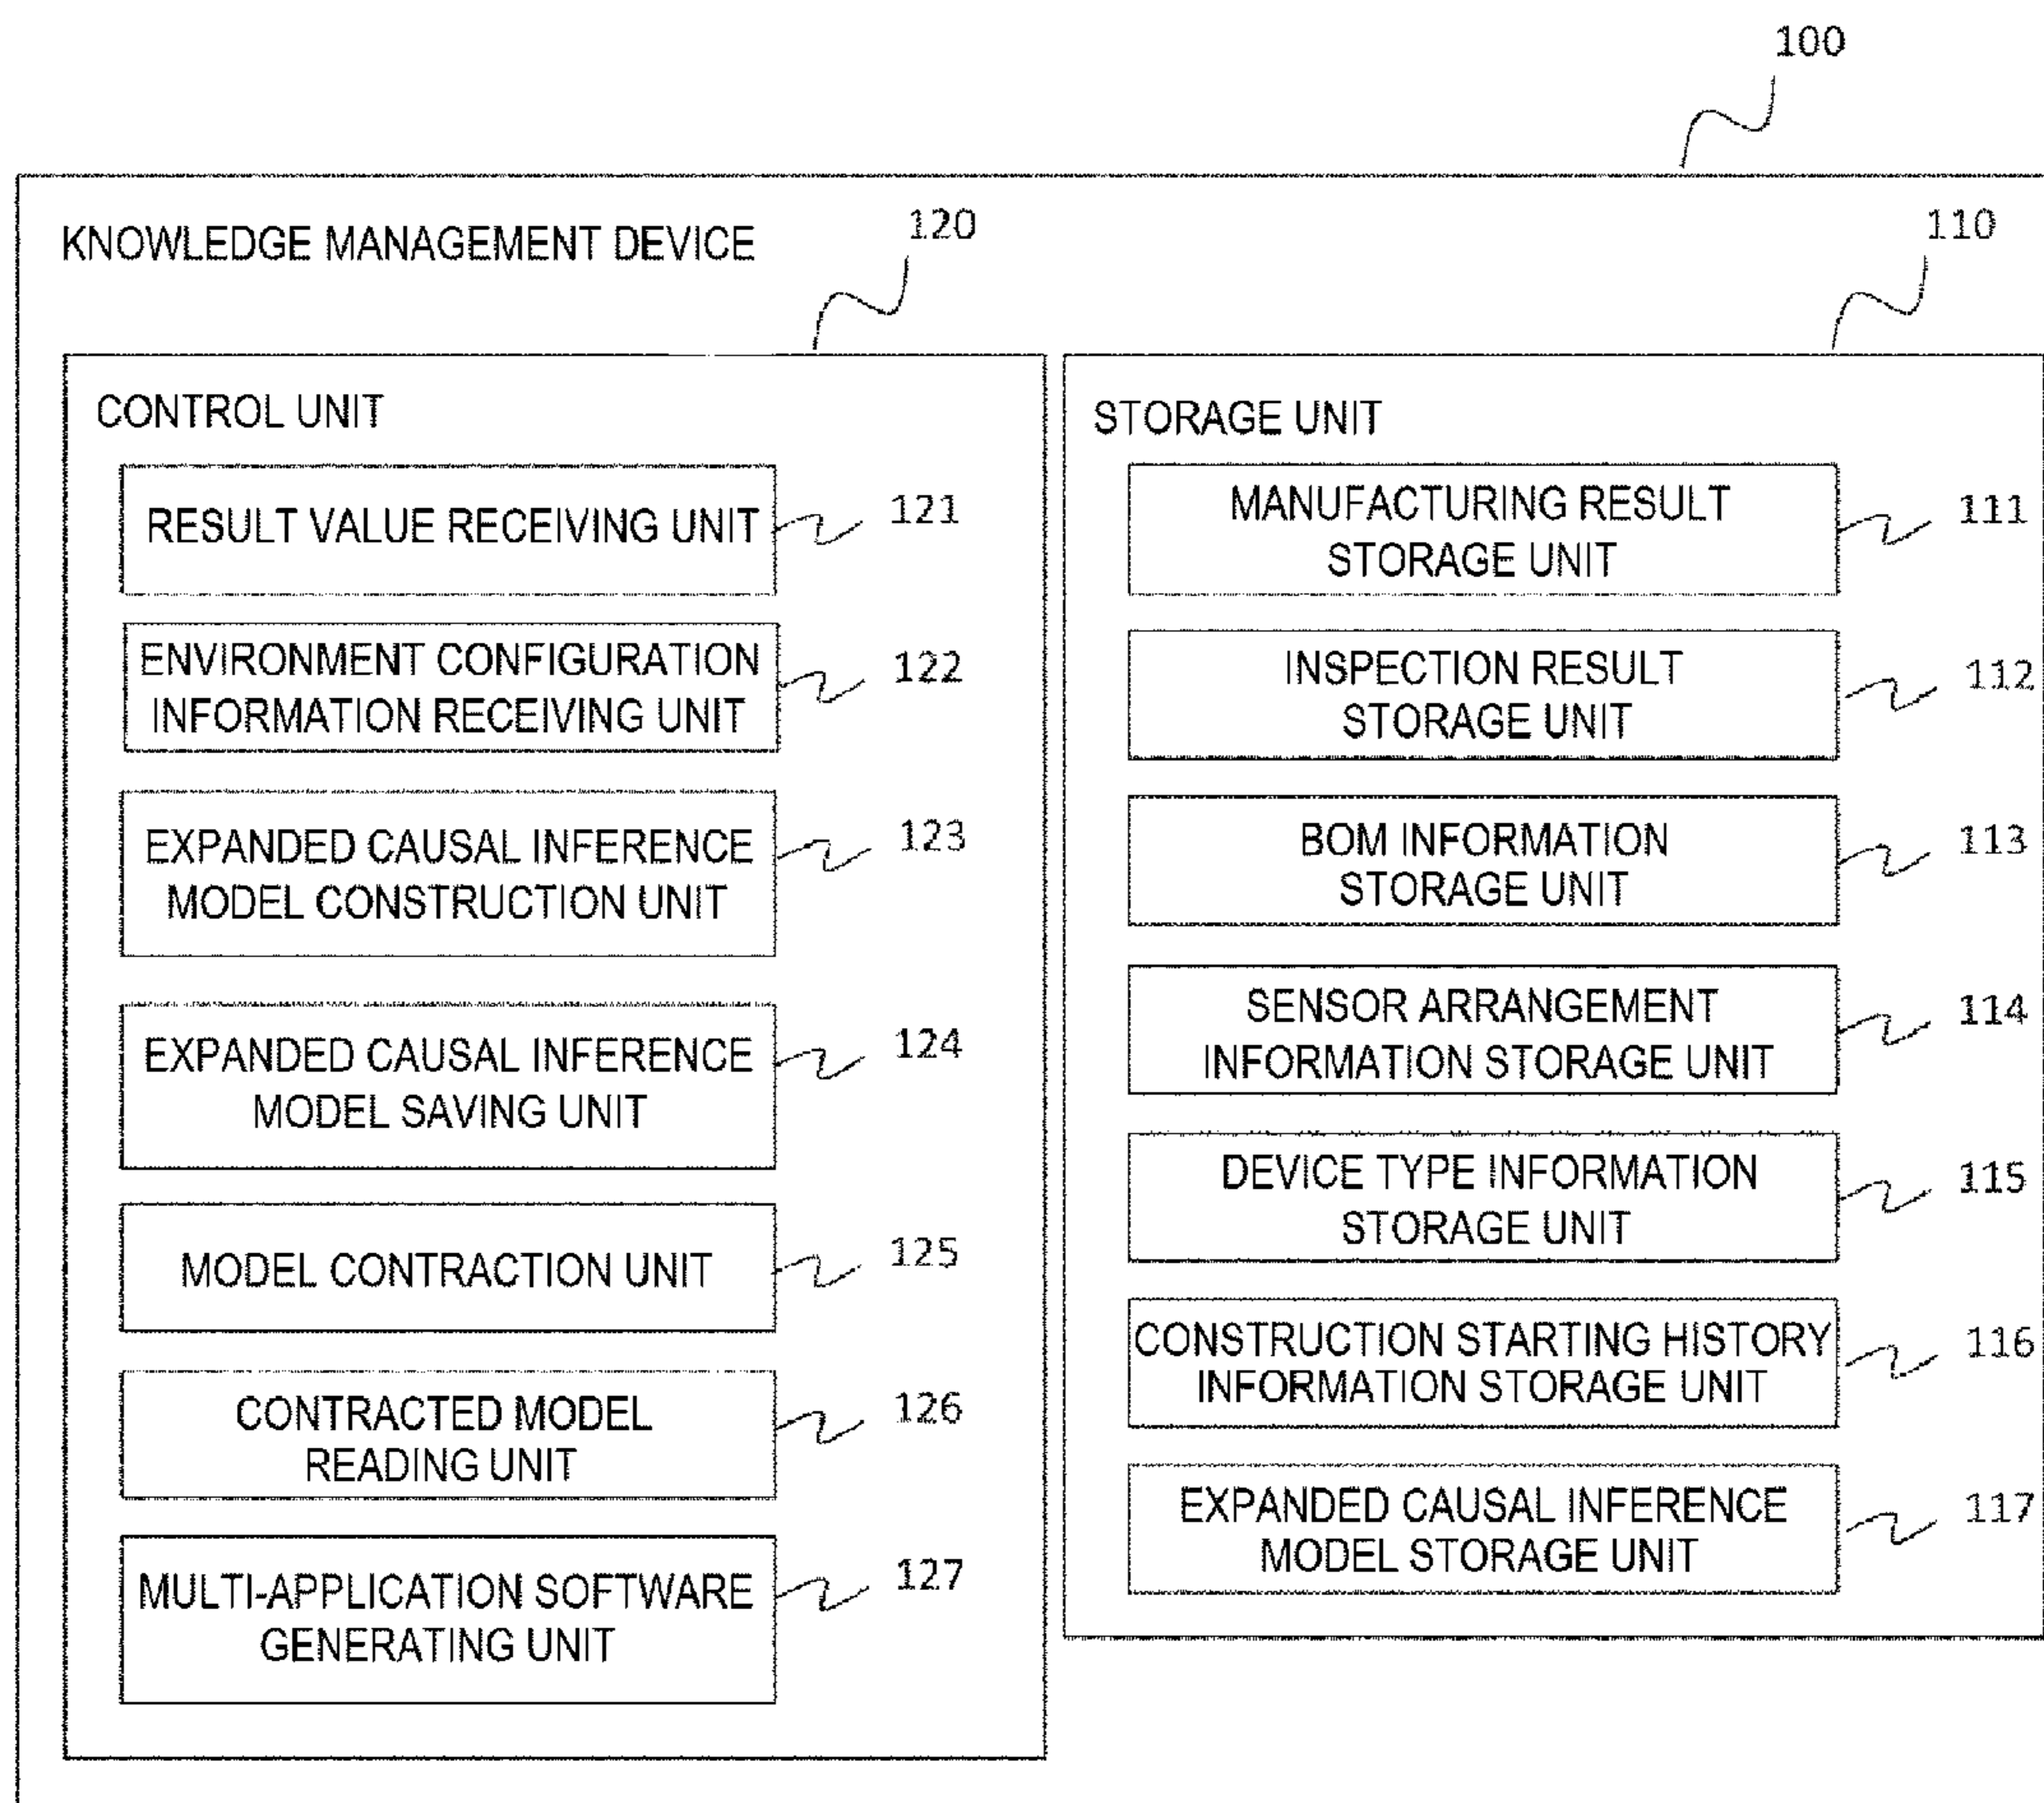 100
KNOWLEDGE MANAGEMENT DEVICE
120
110
CONTROL UNIT
RESULT VALUE RECEIVING UNIT
121
ENVIRONMENT CONFIGURATION
INFORMATION RECEIVING UNIT
122
EXPANDED CAUSAL INFERENCE
MODEL CONSTRUCTION UNIT
123
EXPANDED CAUSAL INFERENCE
MODEL SAVING UNIT
124
MODEL CONTRACTION UNIT
125
CONTRACTED MODEL
READING UNIT
126
MULTI-APPLICATION SOFTWARE
GENERATING UNIT
127
STORAGE UNIT
MANUFACTURING RESULT
STORAGE UNIT
111
INSPECTION RESULT
STORAGE UNIT
112
BOM INFORMATION
STORAGE UNIT
113
SENSOR ARRANGEMENT
INFORMATION STORAGE UNIT
114
DEVICE TYPE INFORMATION
STORAGE UNIT
115
CONSTRUCTION STARTING HISTORY
INFORMATION STORAGE UNIT
116
EXPANDED CAUSAL INFERENCE
MODEL STORAGE UNIT
117